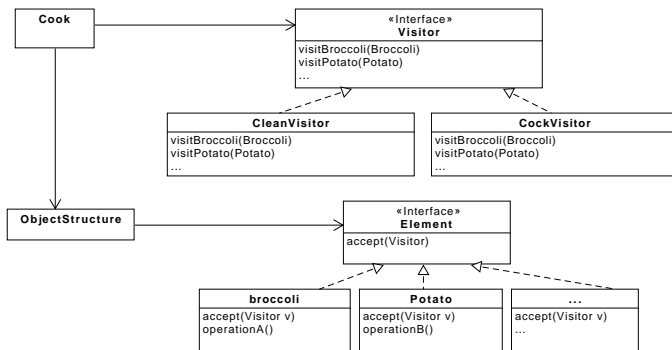 Cook
«Interface»
Visitor
visitBroccoli(Broccoli)
visitPotato(Potato)
...
CleanVisitor
visitBroccoli(Broccoli)
visitPotato(Potato)
...
CockVisitor
visitBroccoli(Broccoli)
visitPotato(Potato)
...
ObjectStructure
«Interface»
Element
accept(Visitor)
broccoli
accept(Visitor v)
operationA()
Potato
accept(Visitor v)
operationB()
...
accept(Visitor v)
...